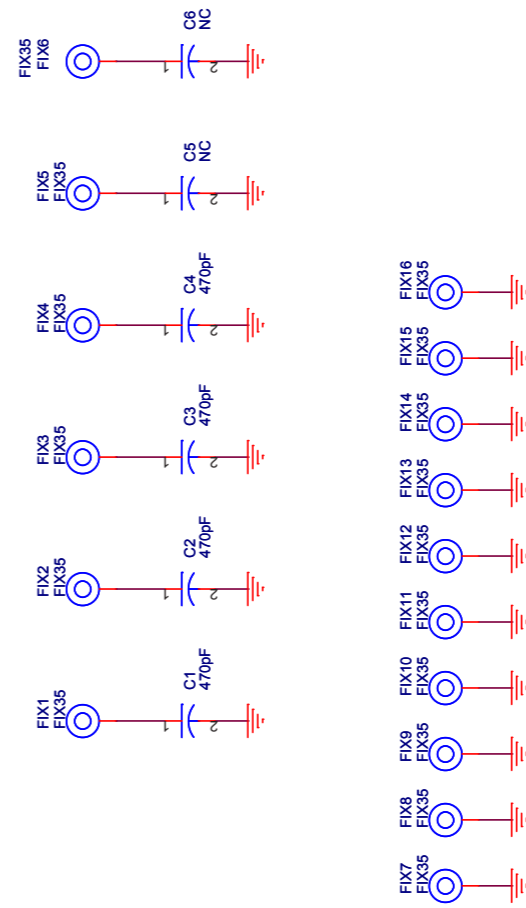 FIX35
FIX6
1
2
C6
NC
FIX5
FIX35
1
2
C5
NC
FIX4
FIX35
1
2
C4
470pF
FIX3
FIX35
1
2
C3
470pF
FIX2
FIX35
1
2
C2
470pF
FIX1
FIX35
1
2
C1
470pF
FIX16
FIX35
FIX15
FIX35
FIX14
FIX35
FIX13
FIX35
FIX12
FIX35
FIX11
FIX35
FIX10
FIX35
FIX9
FIX35
FIX8
FIX35
FIX7
FIX35